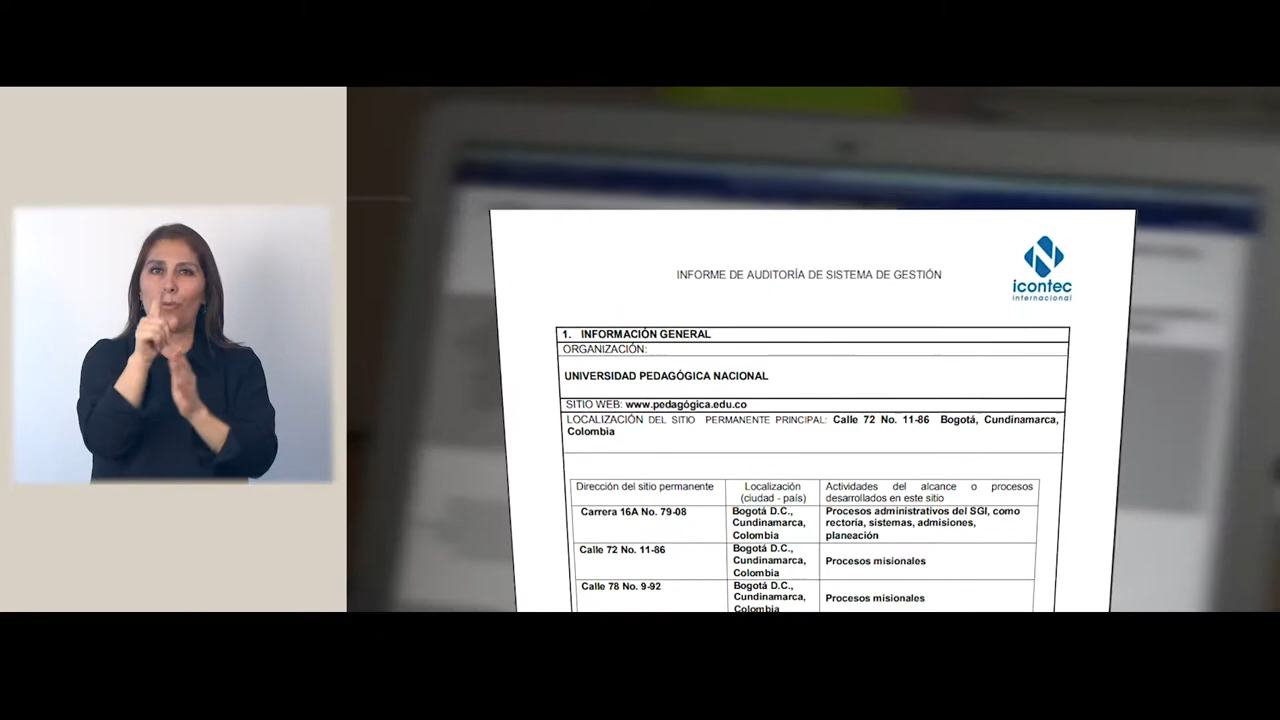 INFORME DE AUDITORÍA DE SISTEMA DE GESTIÓN
icontec
internacional
1. INFORMACIÓN GENERAL
ORGANIZACIÓN:
UNIVERSIDAD PEDAGÓGICA NACIONAL
SITIO WEB: www.pedagógica.edu.co
LOCALIZACIÓN DEL SITIO PERMANENTE PRINCIPAL: Calle 72 No. 11-86 Bogotá, Cundinamarca,
Colombia
Dirección del sitio permanente
Localización
(ciudad - país)
Actividades del alcance o procesos
desarrollados en este sitio
Carrera 16A No. 79-08
Bogotá D.C.,
Cundinamarca,
Colombia
Procesos administrativos del SGI, como
rectoría, sistemas, admisiones,
planeación
Calle 72 No. 11-86
Bogotá D.C.,
Cundinamarca,
Colombia
Procesos misionales
Calle 78 No. 9-92
Bogotá D.C.,
Cundinamarca,
Colombia
Procesos misionales